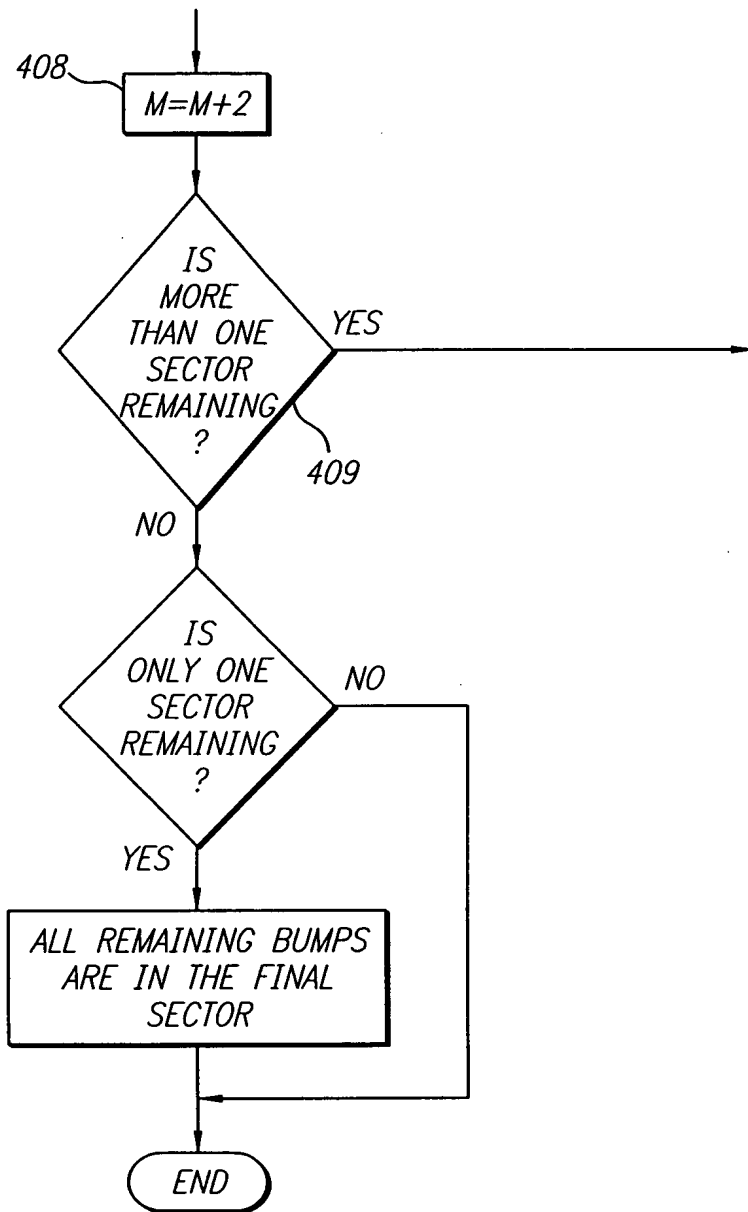 408
M=M+2
IS
MORE
THAN ONE
SECTOR
REMAINING
?
YES
409
NO
IS
ONLY ONE
SECTOR
REMAINING
?
NO
YES
ALL REMAINING BUMPS
ARE IN THE FINAL
SECTOR
END